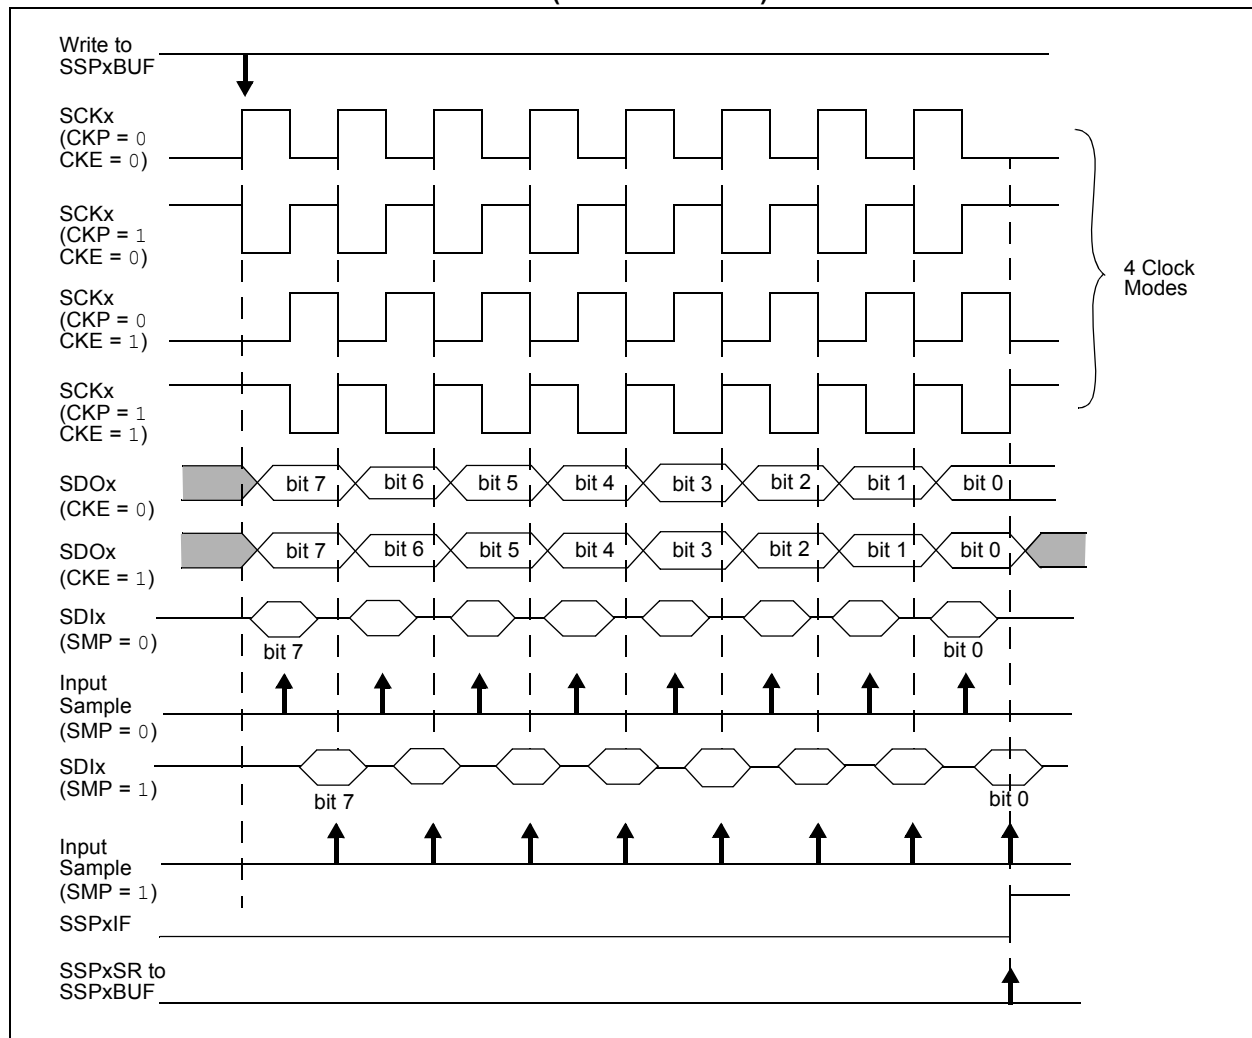 Write to
SSPxBUF
SCKx
(CKP = 0
CKE = 0)
SCKx
(CKP = 1
CKE = 0)
SCKx
(CKP = 0
CKE = 1)
SCKx
(CKP = 1
CKE = 1)
4 Clock
Modes
SDOx
(CKE = 0)
bit 7 bit 6 bit 5 bit 4 bit 3 bit 2 bit 1 bit 0
SDOx
(CKE = 1)
bit 7 bit 6 bit 5 bit 4 bit 3 bit 2 bit 1 bit 0
SDIx
(SMP = 0)
bit 7 bit 0
Input
Sample
(SMP = 0)
SDIx
(SMP = 1)
bit 7 bit 0
Input
Sample
(SMP = 1)
SSPxIF
SSPxSR to
SSPxBUF